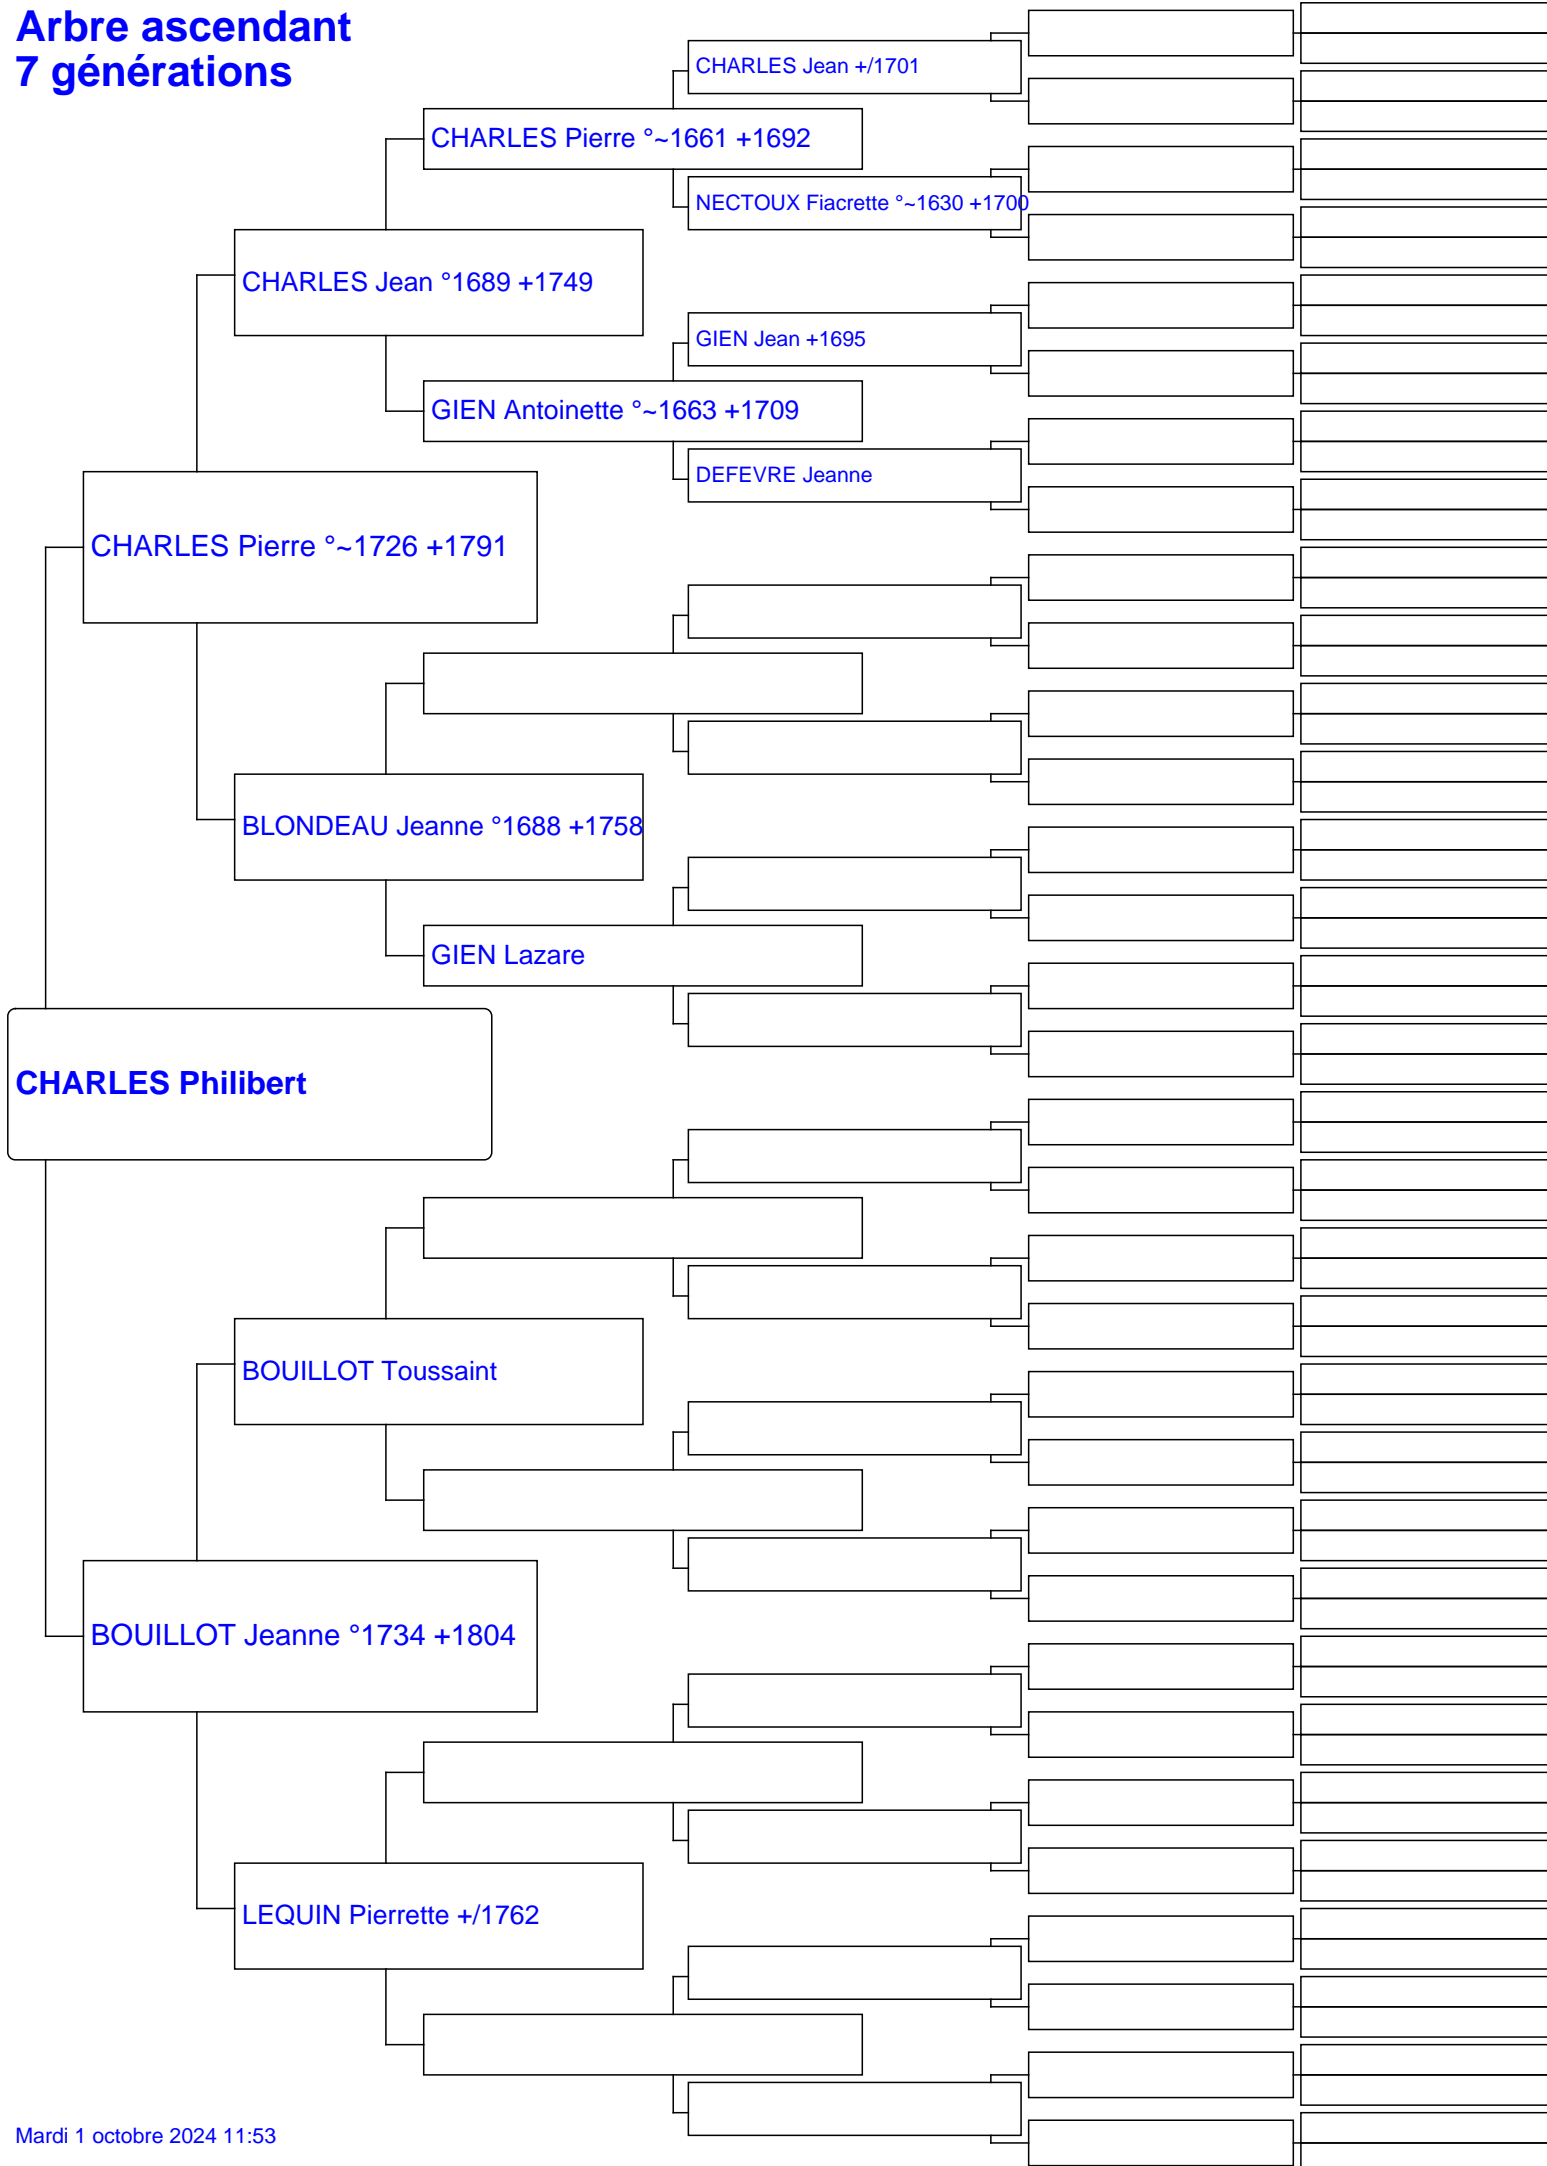 Arbre ascendant
7 générations
CHARLES Jean +/1701
CHARLES Pierre °~1661 +1692
NECTOUX Fiacrette °~1630 +1700
CHARLES Jean °1689 +1749
GIEN Jean +1695
GIEN Antoinette °~1663 +1709
DEFEVRE Jeanne
CHARLES Pierre °~1726 +1791
BLONDEAU Jeanne °1688 +1758
GIEN Lazare
CHARLES Philibert
BOUILLOT Toussaint
BOUILLOT Jeanne °1734 +1804
LEQUIN Pierrette +/1762
Mardi 1 octobre 2024 11:53